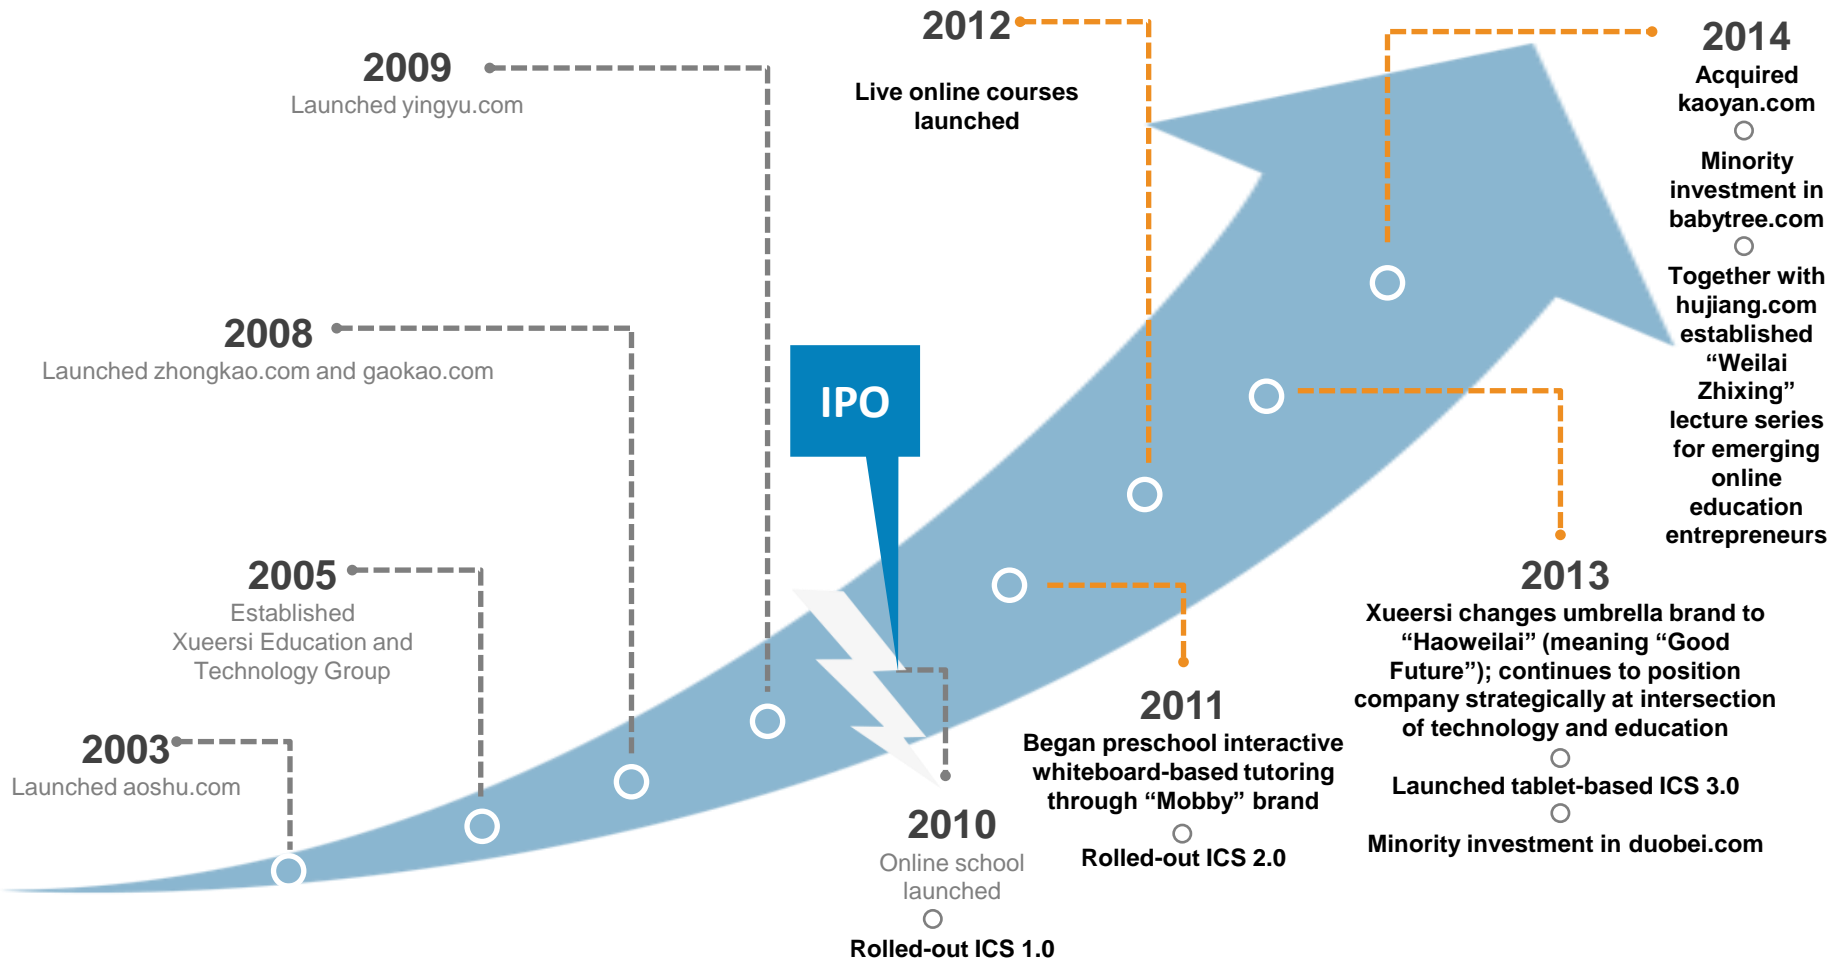 2003
Launched aoshu.com
2005
Established
Xueersi Education and
Technology Group
2008
Launched zhongkao.com and gaokao.com
2009
Launched yingyu.com
IPO
2010
Online school
launched
Rolled-out ICS 1.0
2011
Began preschool interactive
whiteboard-based tutoring
through “Mobby” brand
Rolled-out ICS 2.0
2012
Live online courses
launched
2013
Xueersi changes umbrella brand to
“Haoweilai” (meaning “Good
Future”); continues to position
company strategically at intersection
of technology and education
Launched tablet-based ICS 3.0
Minority investment in duobei.com
2014
Acquired
kaoyan.com
Minority
investment in
babytree.com
Together with
hujiang.com
established
“Weilai
Zhixing”
lecture series
for emerging
online
education
entrepreneurs